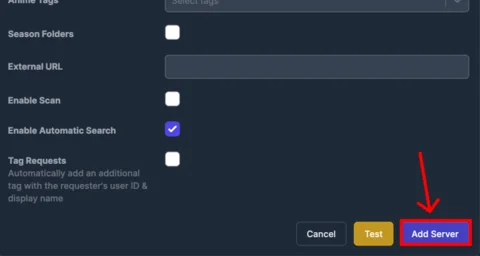 Anime Tags
Select tags
Season Folders
External URL
Enable Scan
Enable Automatic Search
Tag Requests
Automatically add an additional
tag with the requester's user ID &
display name
Cancel
Test
Add Server